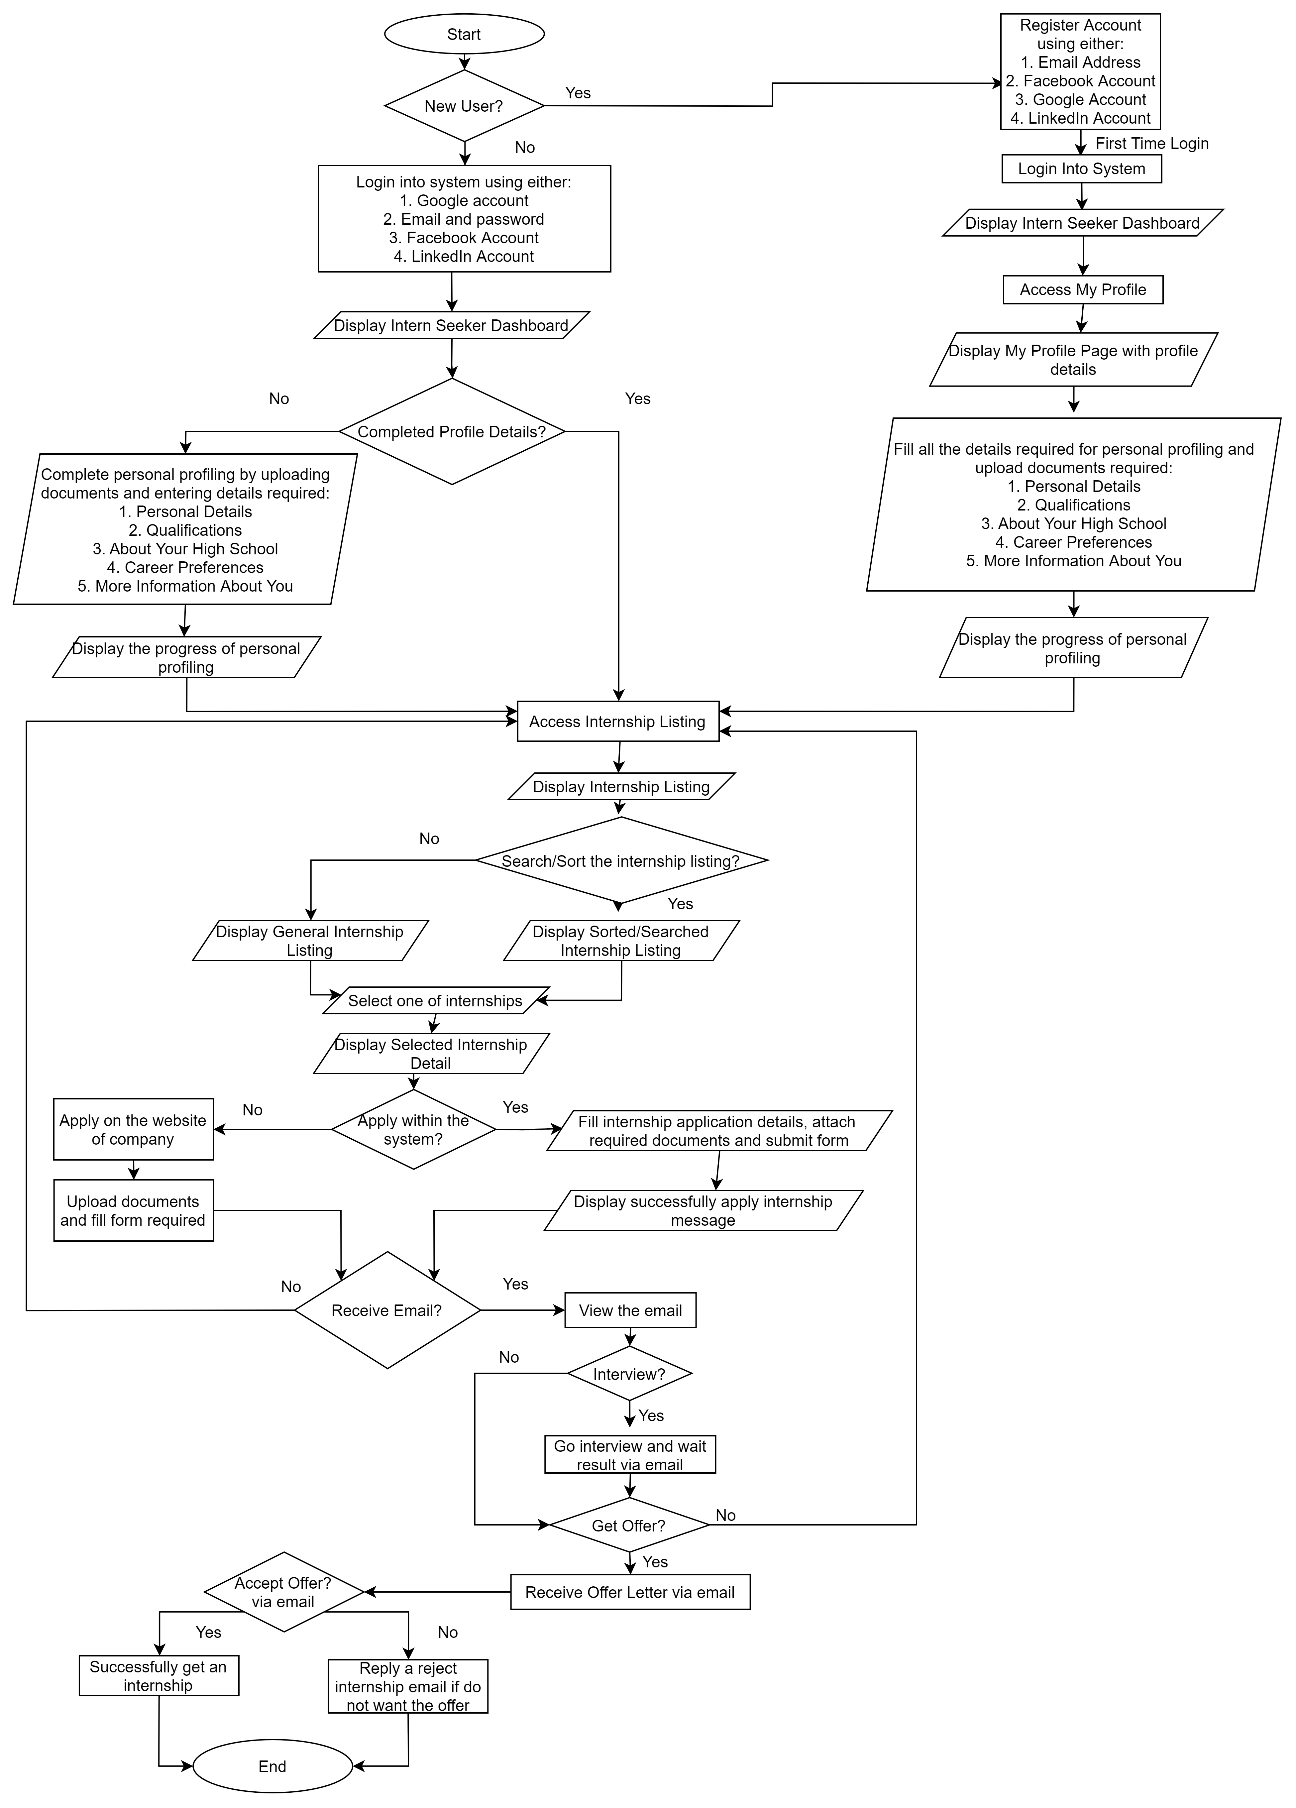 Start
New User?
Yes
No
Register Account
using either:
1. Email Address
2. Facebook Account
3. Google Account
4. LinkedIn Account
First Time Login
Login Into System
Display Intern Seeker Dashboard
Access My Profile
Display My Profile Page with profile
details
Fill all the details required for personal profiling and
upload documents required:
1. Personal Details
2. Qualifications
3. About Your High School
4. Career Preferences
5. More Information About You
Display the progress of personal
profiling
Login into system using either:
1. Google account
2. Email and password
3. Facebook Account
4. LinkedIn Account
Display Intern Seeker Dashboard
No
Yes
Completed Profile Details?
Complete personal profiling by uploading
documents and entering details required:
1. Personal Details
2. Qualifications
3. About Your High School
4. Career Preferences
5. More Information About You
Display the progress of personal
profiling
Access Internship Listing
Display Internship Listing
No
Search/Sort the internship listing?
Yes
Display General Internship
Listing
Display Sorted/Searched
Internship Listing
Select one of internships
Display Selected Internship
Detail
No
Yes
Apply within the
system?
Apply on the website
of company
Fill internship application details, attach
required documents and submit form
Upload documents
and fill form required
Display successfully apply internship
message
No
Yes
Receive Email?
View the email
No
Interview?
Yes
Go interview and wait
result via email
Get Offer?
No
Yes
Receive Offer Letter via email
Accept Offer?
via email
Yes
No
Successfully get an
internship
Reply a reject
internship email if do
not want the offer
End